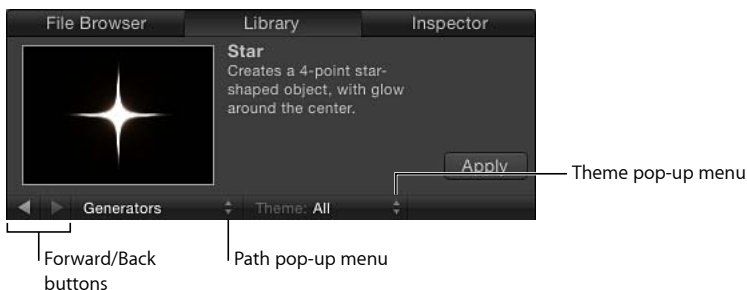 File Browser
Library
Inspector
Star
Creates a 4-point star-
shaped object, with glow
around the center.
Apply
Theme pop-up menu
Generators
Theme: All
Forward/Back
buttons
Path pop-up menu